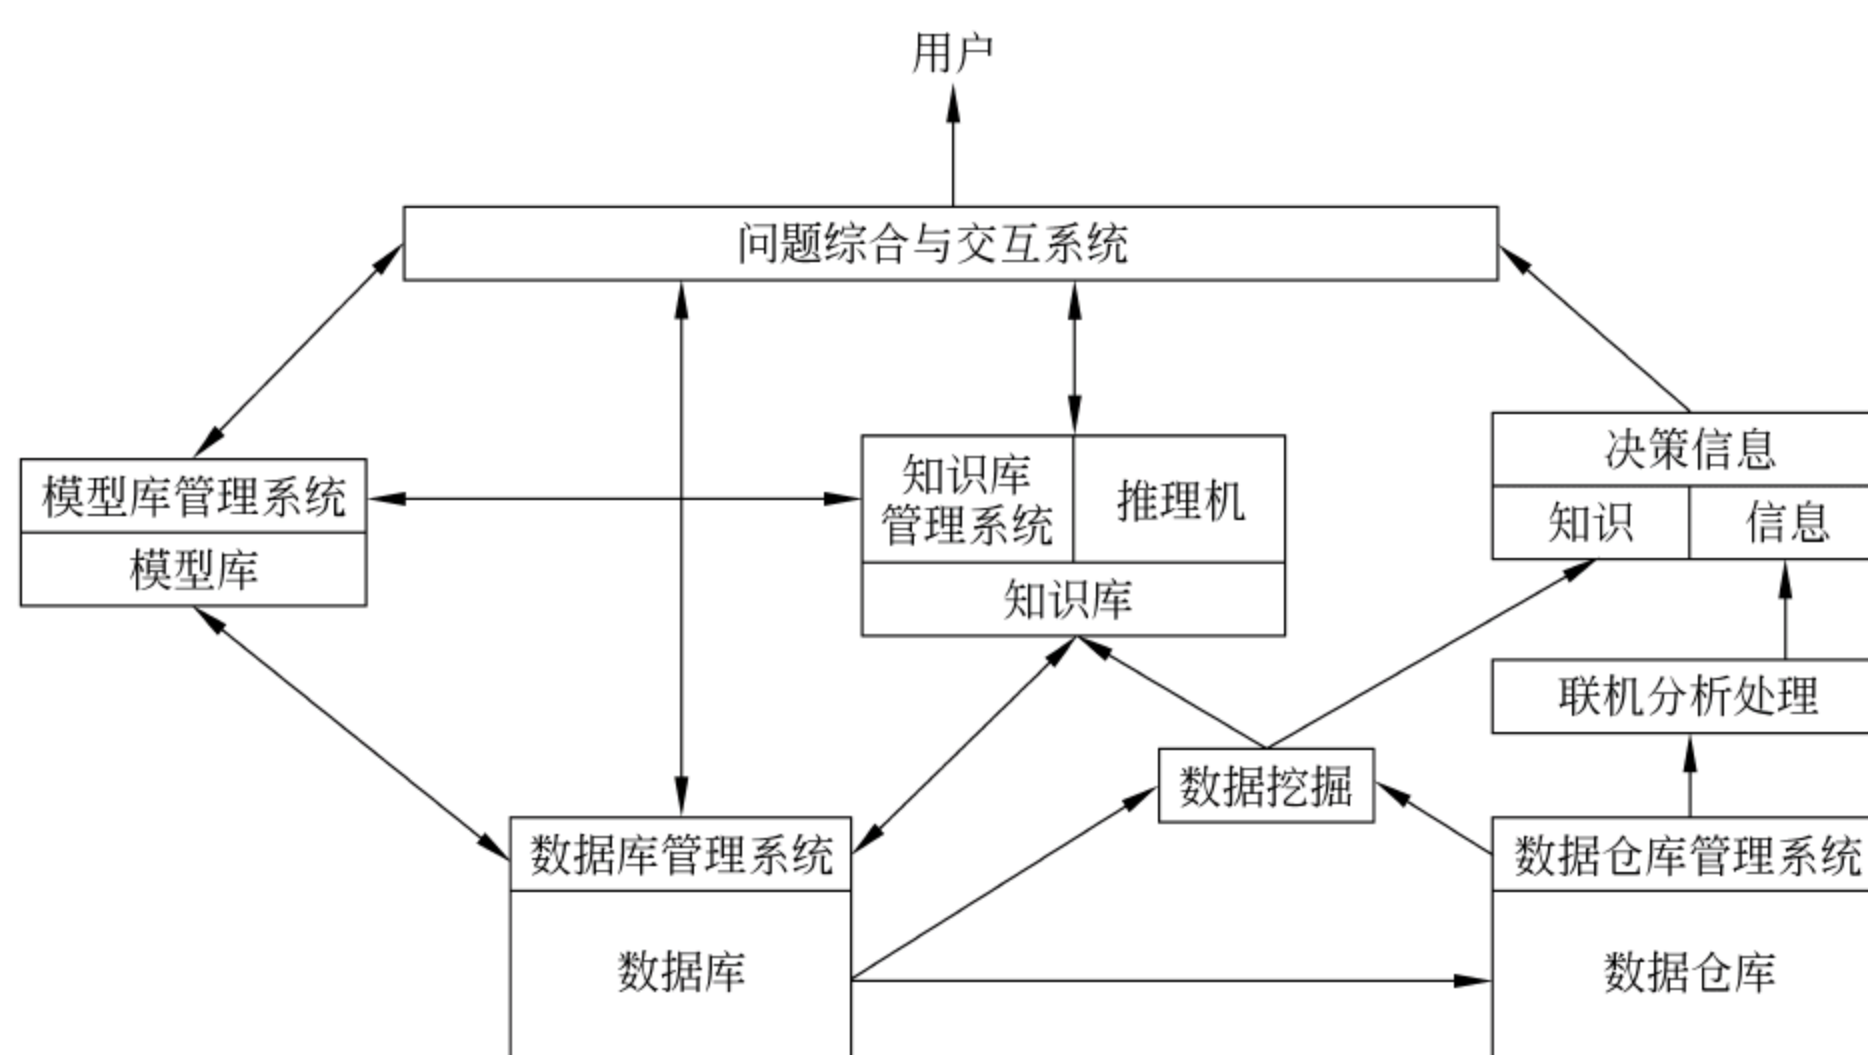 用户
问题综合与交互系统
模型库管理系统
模型库
知识库
管理系统
推理机
知识库
决策信息
知识
信息
联机分析处理
数据挖掘
数据库管理系统
数据库
数据仓库管理系统
数据仓库